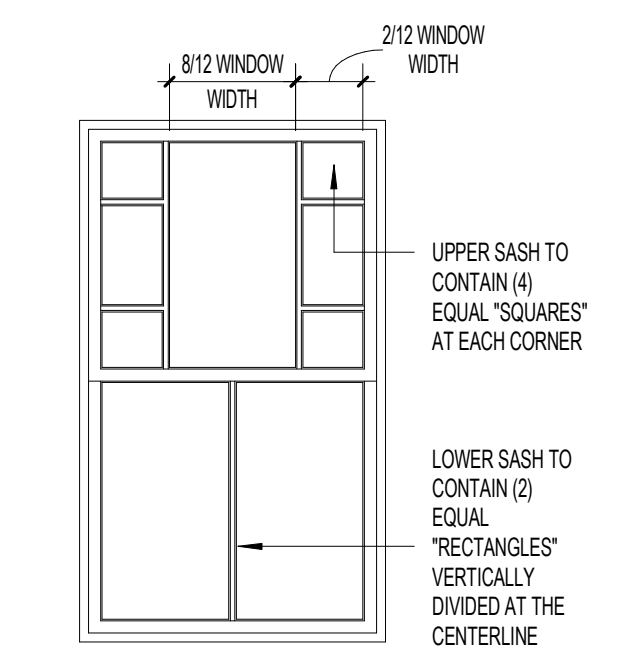 2/12 WINDOW
WIDTH
8/12 WINDOW
WIDTH
UPPER SASH TO
CONTAIN (4)
EQUAL "SQUARES"
AT EACH CORNER
LOWER SASH TO
CONTAIN (2)
EQUAL
"RECTANGLES"
VERTICALLY
DIVIDED AT THE
CENTERLINE